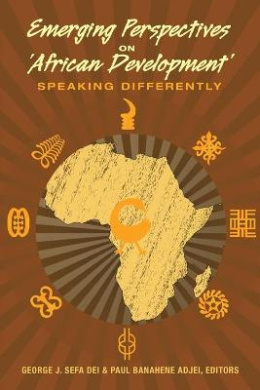 Emerging Perspectives
ON
'African Development'
SPEAKING DIFFERENTLY
GEORGE J. SEFA DEI & PAUL BANAHENE ADJEI, EDITORS